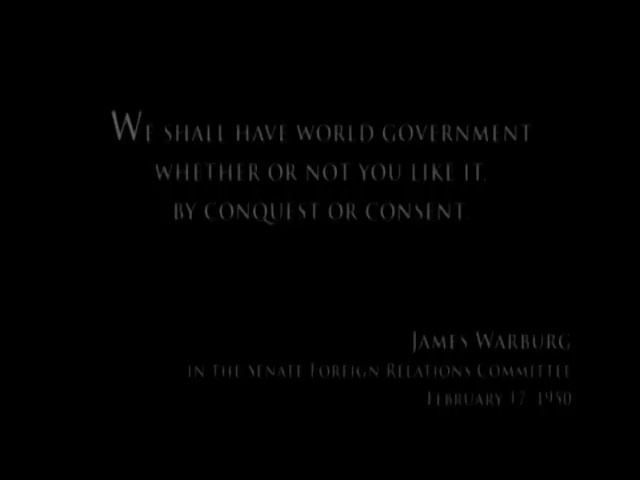 WE SHALL HAVE WORLD GOVERNMENT
WHETHER OR NOT YOU LIKE IT,
BY CONQUEST OR CONSENT
JAMES WARBURG
IN THE SENATE FOREIGN RELATIONS COMMITTEE
FEBRUARY 17, 1950